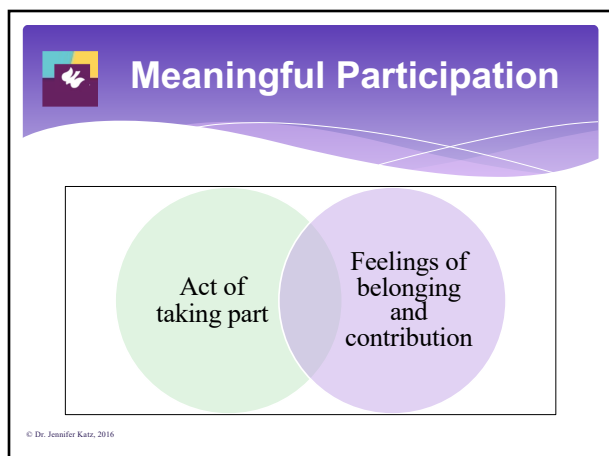 Meaningful Participation
Act of
taking part
Feelings of
belonging
and
contribution
© Dr. Jennifer Katz, 2016